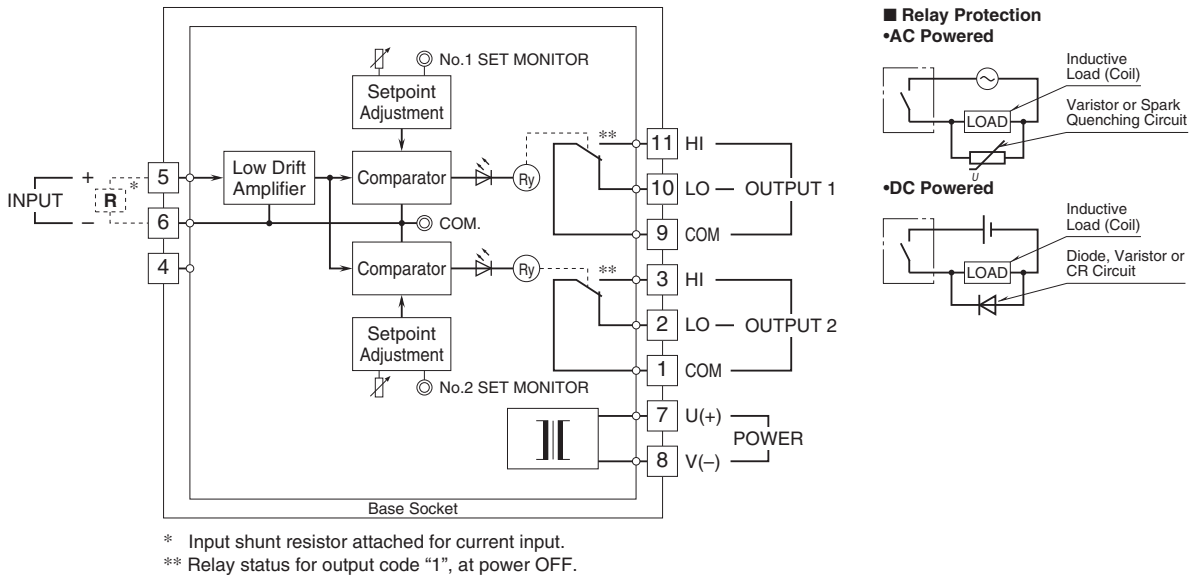 No.1 SET MONITOR
Setpoint
Adjustment
INPUT
+
–
R
*
5
6
4
Low Drift
Amplifier
Comparator
Ry
**
COM.
Comparator
Ry
**
Setpoint
Adjustment
No.2 SET MONITOR
11 HI
10 LO
9 COM
OUTPUT 1
3 HI
2 LO
1 COM
OUTPUT 2
7 U(+)
8 V(–)
POWER
Base Socket
* Input shunt resistor attached for current input.
** Relay status for output code “1”, at power OFF.
■ Relay Protection
•AC Powered
Inductive
Load (Coil)
LOAD
Varistor or Spark
Quenching Circuit
U
•DC Powered
Inductive
Load (Coil)
LOAD
Diode, Varistor or
CR Circuit